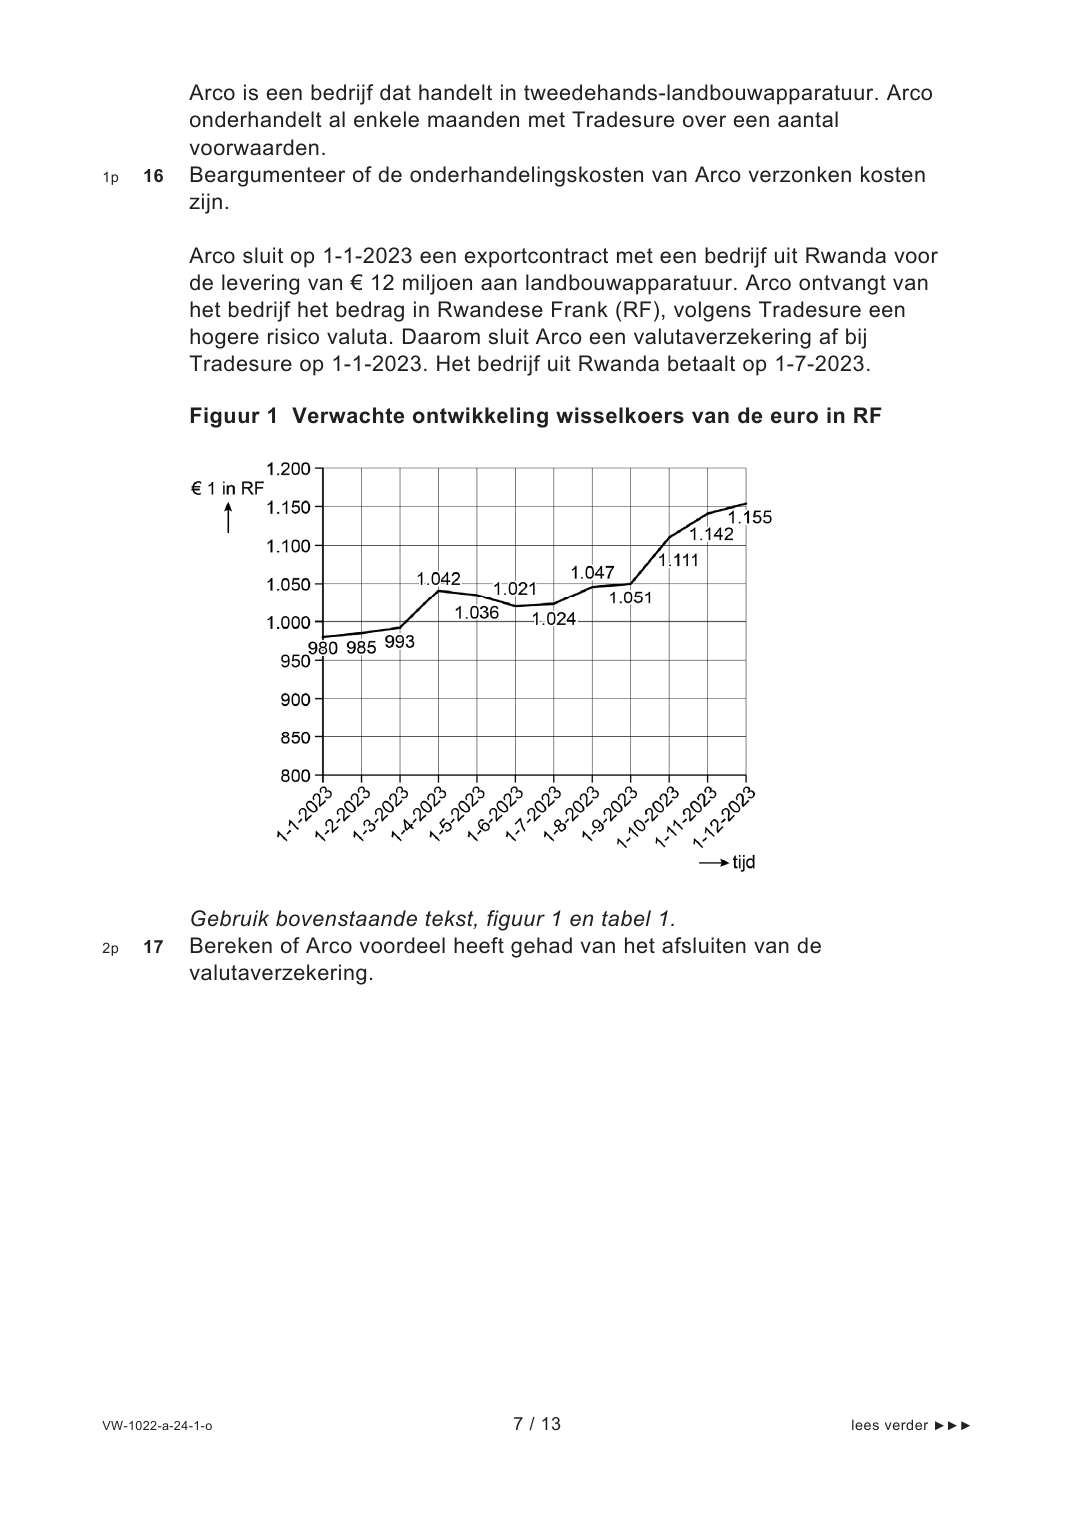 Arco is een bedrijf dat handelt in tweedehands-landbouwapparatuur. Arco
onderhandelt al enkele maanden met Tradesure over een aantal
voorwaarden.
1p 16 Beargumenteer of de onderhandelingskosten van Arco verzonken kosten
zijn.
Arco sluit op 1-1-2023 een exportcontract met een bedrijf uit Rwanda voor
de levering van € 12 miljoen aan landbouwapparatuur. Arco ontvangt van
het bedrijf het bedrag in Rwandese Frank (RF), volgens Tradesure een
hogere risico valuta. Daarom sluit Arco een valutaverzekering af bij
Tradesure op 1-1-2023. Het bedrijf uit Rwanda betaalt op 1-7-2023.
Figuur 1 Verwachte ontwikkeling wisselkoers van de euro in RF
€ 1 in RF
1.200
1.150
1.100
1.050
1.000
950
900
850
800
980
985
993
1.042
1.036
1.021
1.024
1.047
1.051
1.111
1.142
1.155
1-1-2023
1-2-2023
1-3-2023
1-4-2023
1-5-2023
1-6-2023
1-7-2023
1-8-2023
1-9-2023
1-10-2023
1-11-2023
1-12-2023
tijd
Gebruik bovenstaande tekst, figuur 1 en tabel 1.
2p 17 Bereken of Arco voordeel heeft gehad van het afsluiten van de
valutaverzekering.
VW-1022-a-24-1-o 7 / 13 lees verder ►►►